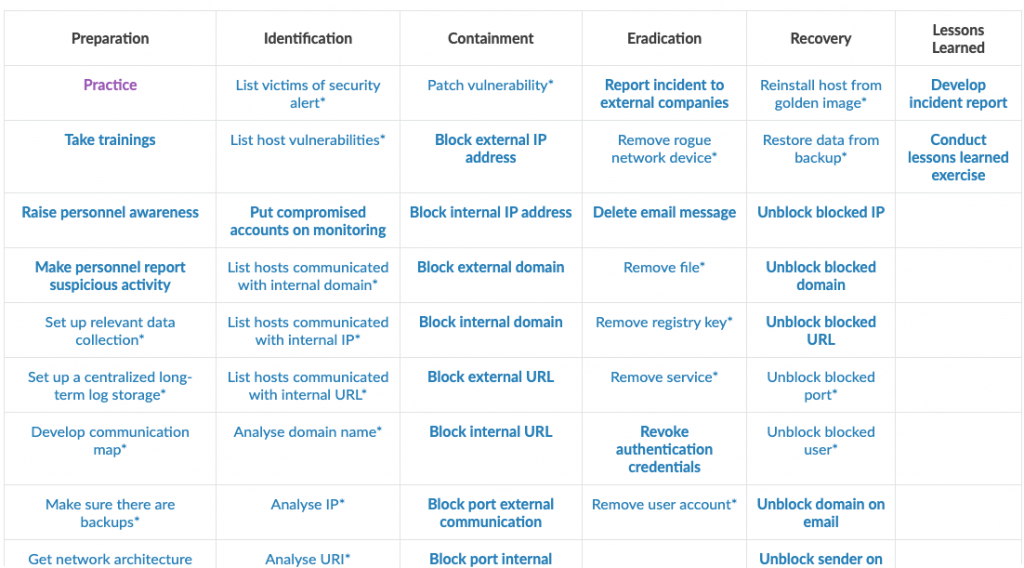 Preparation Identification Containment Eradication Recovery Lessons
Learned
Practice List victims of security Patch vulnerability* Report incident to Reinstall host from Develop
alert* external companies golden image* incident report
Take trainings List host vulnerabilities* Block external IP Remove rogue Restore data from Conduct
address network device* backup* lessons learned
exercise
Raise personnel awareness Put compromised Block internal IP address Delete email message Unblock blocked IP
accounts on monitoring
Make personnel report List hosts communicated Block external domain Remove file* Unblock blocked
suspicious activity with internal domain* domain
Set up relevant data List hosts communicated Block internal domain Remove registry key* Unblock blocked
collection* with internal IP* URL
Set up a centralized long- List hosts communicated Block external URL Remove service* Unblock blocked
term log storage* with internal URL* port*
Develop communication Analyse domain name* Block internal URL Revoke Unblock blocked
map* authentication user*
credentials
Make sure there are Analyse IP* Block port external Remove user account* Unblock domain on
backups* communication email
Get network architecture Analyse URI* Block port internal Unblock sender on